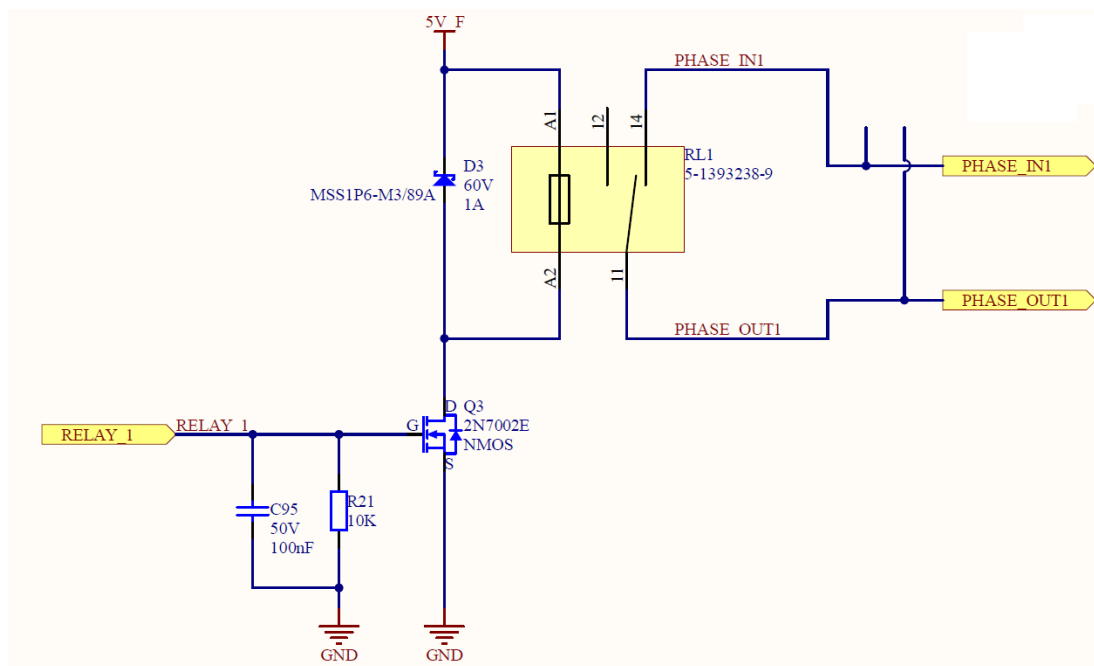 5V_F
PHASE_IN1
A1
12
14
RL1
5-1393238-9
D3
60V
1A
MSS1P6-M3/89A
PHASE_IN1
A2
11
PHASE_OUT1
PHASE_OUT1
D
Q3
2N7002E
NMOS
G
S
RELAY_1
RELAY_1
C95
50V
100nF
R21
10K
GND
GND